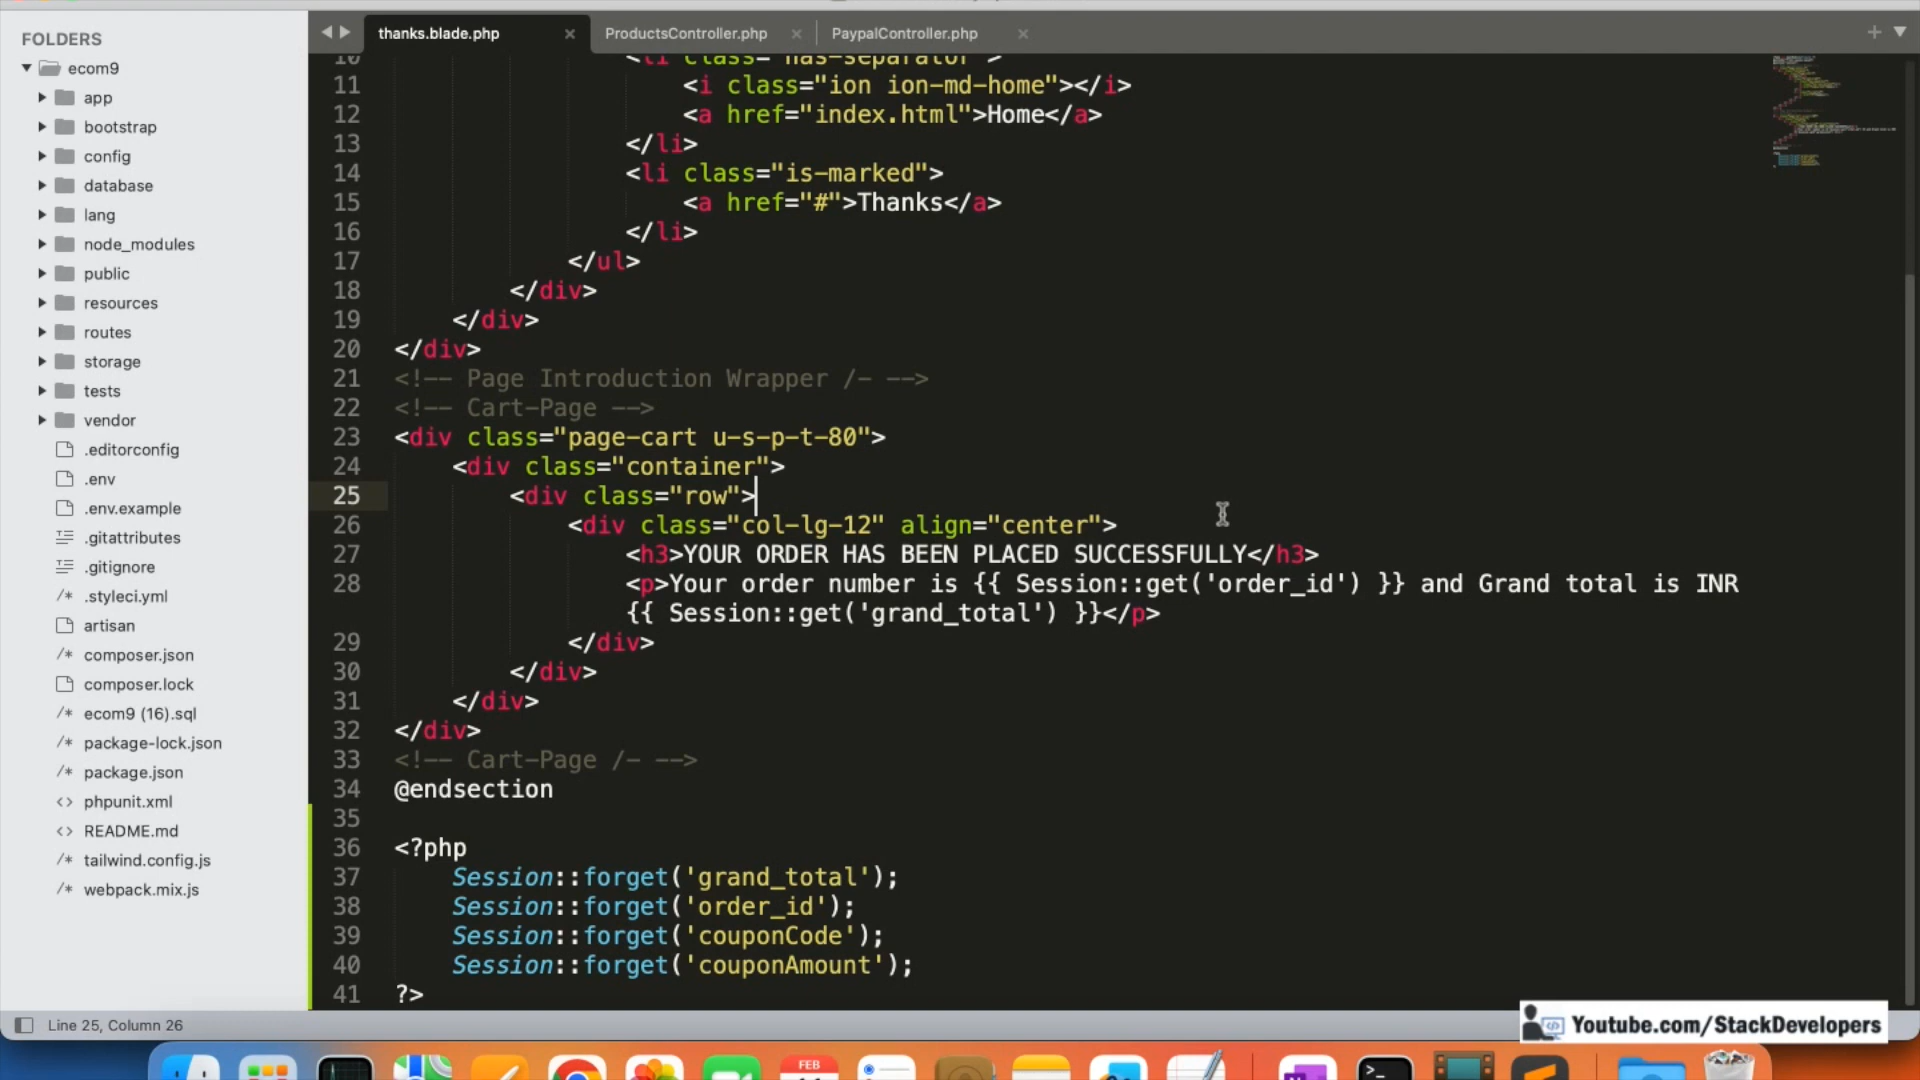 FOLDERS
ecom9
app
bootstrap
config
database
lang
node_modules
public
resources
routes
storage
tests
vendor
.editorconfig
.env
.env.example
.gitattributes
.gitignore
.styleci.yml
artisan
composer.json
composer.lock
ecom9 (16).sql
package-lock.json
package.json
phpunit.xml
README.md
tailwind.config.js
webpack.mix.js
thanks.blade.php
ProductsController.php
PaypalController.php
10 <li class="has-separator">
11 <i class="ion ion-md-home"></i>
12 <a href="index.html">Home</a>
13 </li>
14 <li class="is-marked">
15 <a href="#">Thanks</a>
16 </li>
17 </ul>
18 </div>
19 </div>
20 </div>
21 <!-- Page Introduction Wrapper /- -->
22 <!-- Cart-Page -->
23 <div class="page-cart u-s-p-t-80">
24 <div class="container">
25 <div class="row">
26 <div class="col-lg-12" align="center">
27 <h3>YOUR ORDER HAS BEEN PLACED SUCCESSFULLY</h3>
28 <p>Your order number is {{ Session::get('order_id') }} and Grand total is INR
{{ Session::get('grand_total') }}</p>
29 </div>
30 </div>
31 </div>
32 </div>
33 <!-- Cart-Page /- -->
34 @endsection
35
36 <?php
37 Session::forget('grand_total');
38 Session::forget('order_id');
39 Session::forget('couponCode');
40 Session::forget('couponAmount');
41 ?>
Line 25, Column 26
Youtube.com/StackDevelopers
FEB